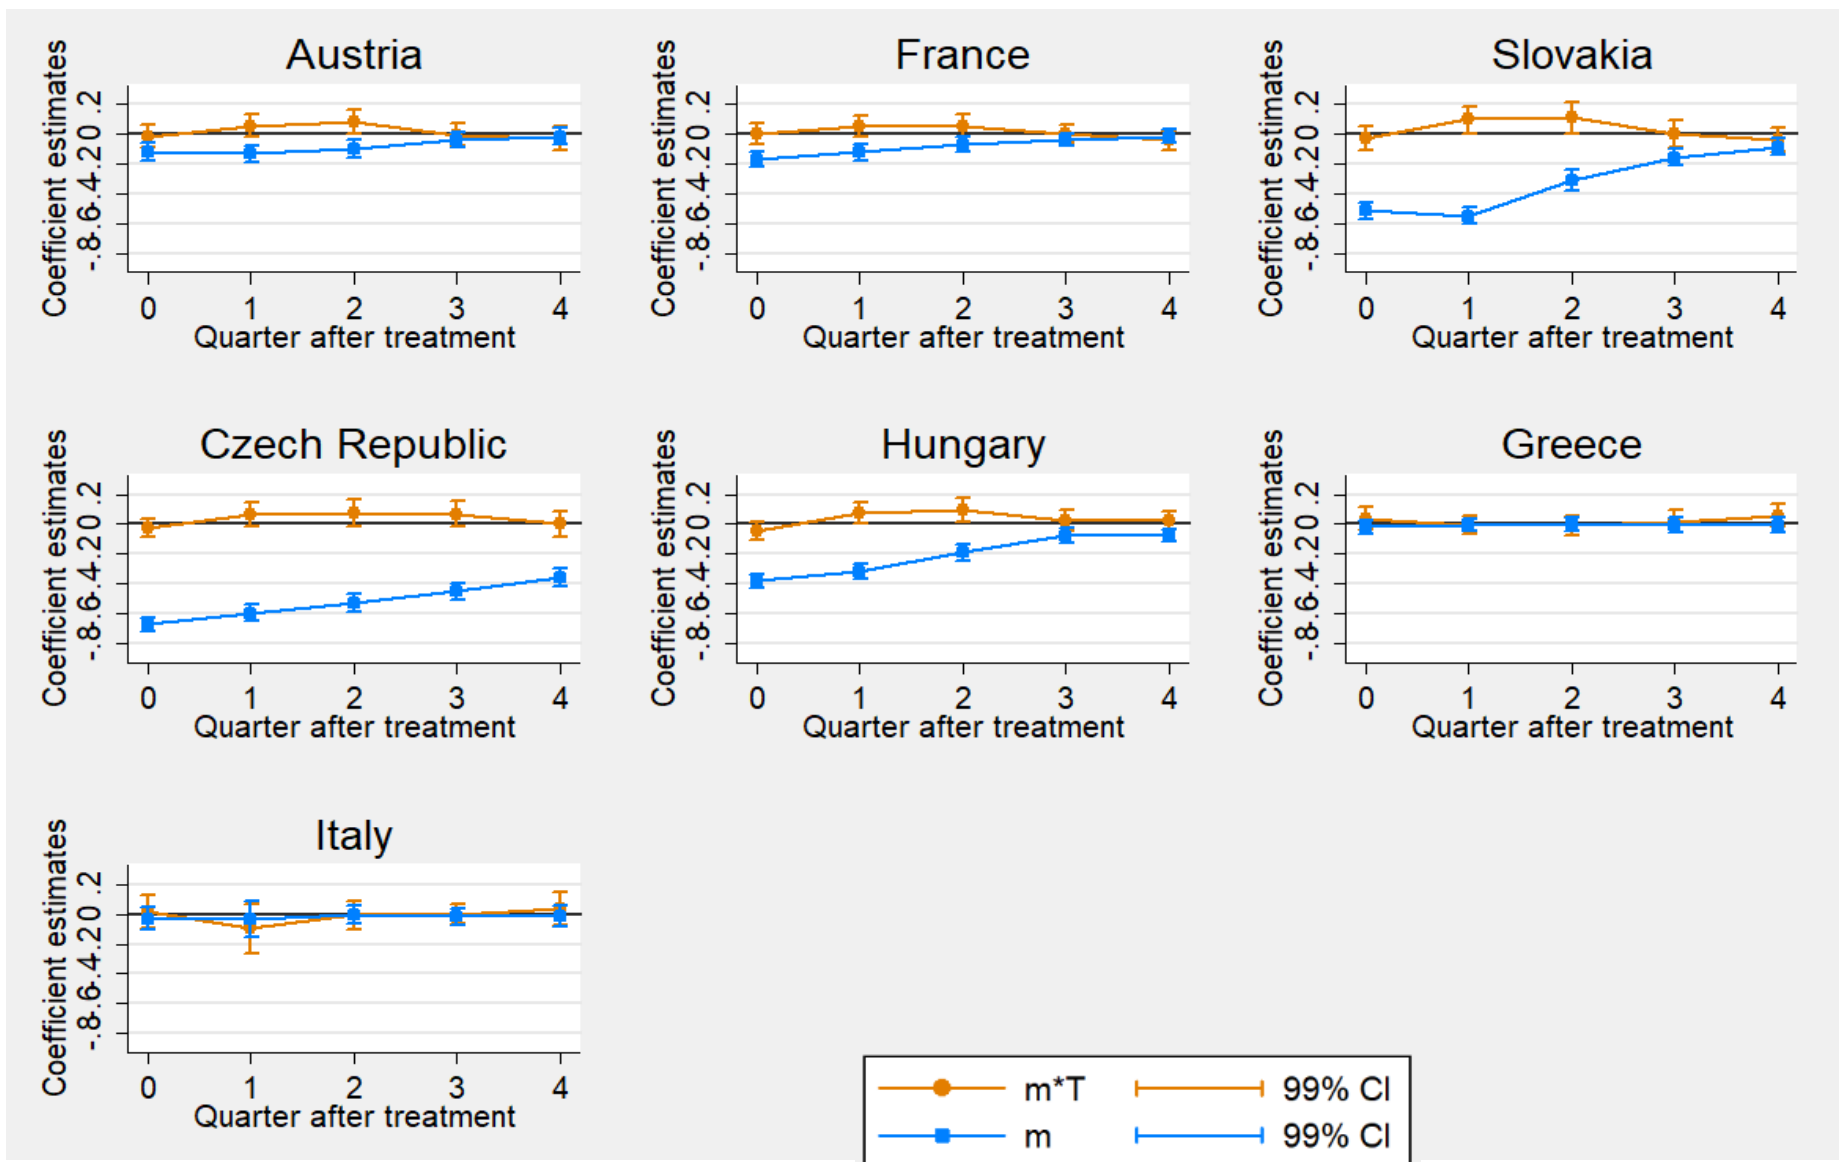 Austria
Coefficient estimates
-.8-.6-.4-.2 0 .2
0 1 2 3 4
Quarter after treatment
France
Coefficient estimates
-.8-.6-.4-.2 0 .2
0 1 2 3 4
Quarter after treatment
Slovakia
Coefficient estimates
-.8-.6-.4-.2 0 .2
0 1 2 3 4
Quarter after treatment
Czech Republic
Coefficient estimates
-.8-.6-.4-.2 0 .2
0 1 2 3 4
Quarter after treatment
Hungary
Coefficient estimates
-.8-.6-.4-.2 0 .2
0 1 2 3 4
Quarter after treatment
Greece
Coefficient estimates
-.8-.6-.4-.2 0 .2
0 1 2 3 4
Quarter after treatment
Italy
Coefficient estimates
-.8-.6-.4-.2 0 .2
0 1 2 3 4
Quarter after treatment
m*T 99% CI
m 99% CI